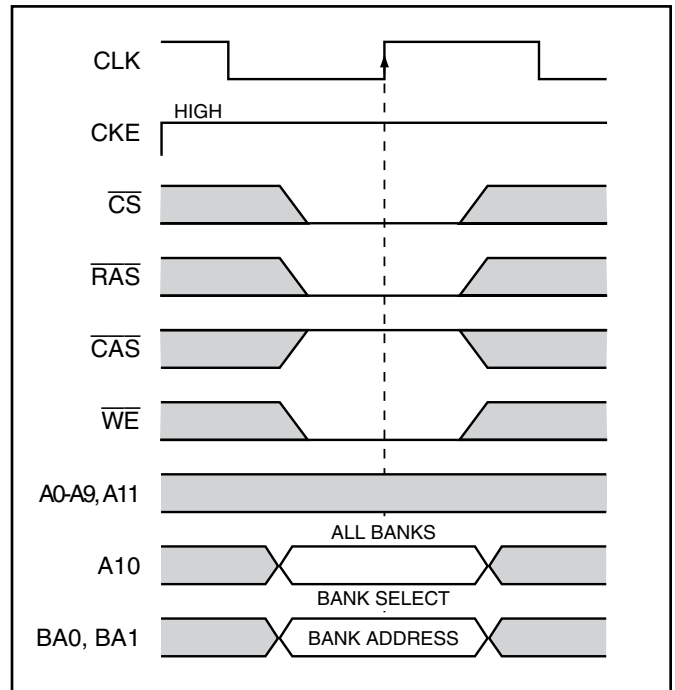 CLK
HIGH
CKE
CS
RAS
CAS
WE
A0-A9, A11
ALL BANKS
A10
BANK SELECT
BA0, BA1
BANK ADDRESS